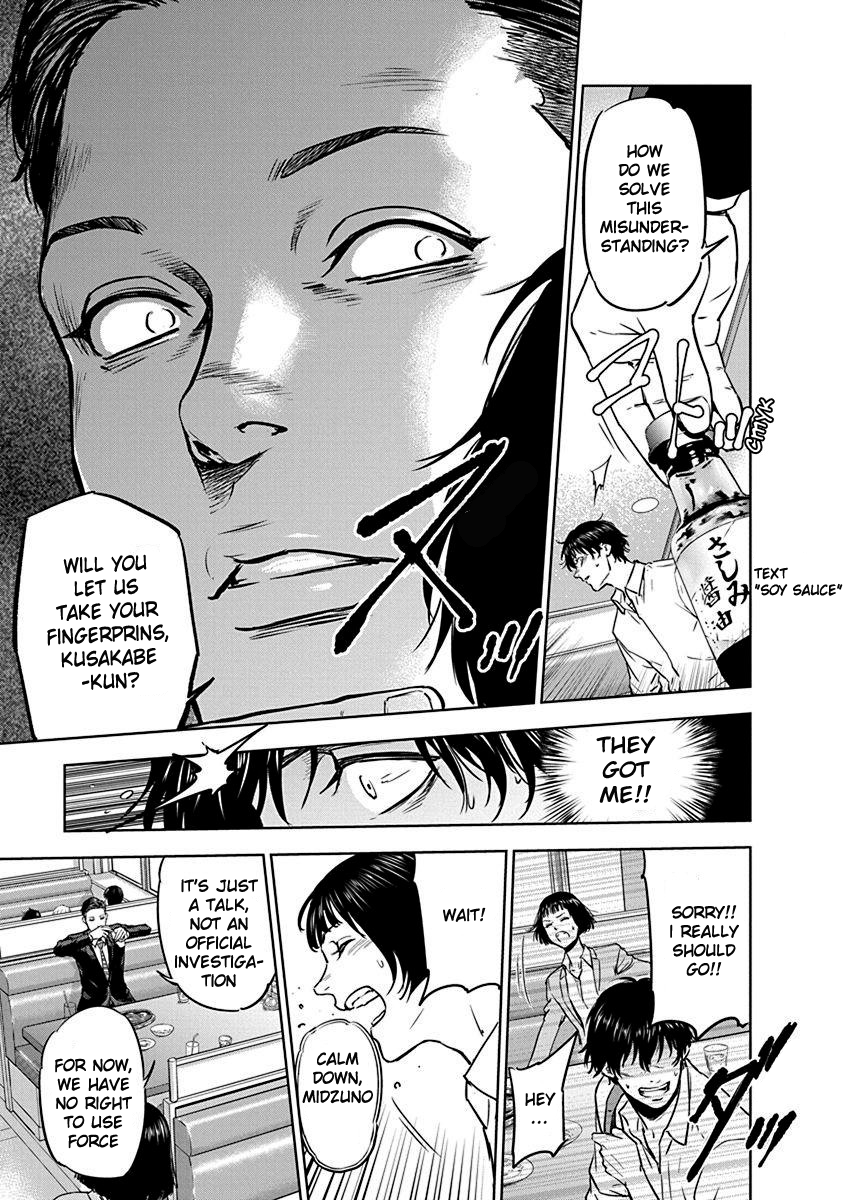 HOW
DO WE
SOLVE
THIS
MISUNDER-
STANDING?
CHYK
さしみ
醤油
TEXT
"SOY SAUCE"
WILL YOU
LET US
TAKE YOUR
FINGERPRINS,
KUSAKABE
-KUN?
THEY
GOT
ME!!
SORRY!!
I REALLY
SHOULD
GO!!
HEY
...
WAIT!
CALM
DOWN,
MIDZUNO
IT'S JUST
A TALK,
NOT AN
OFFICIAL
INVESTIGA-
TION
FOR NOW,
WE HAVE
NO RIGHT
TO USE
FORCE